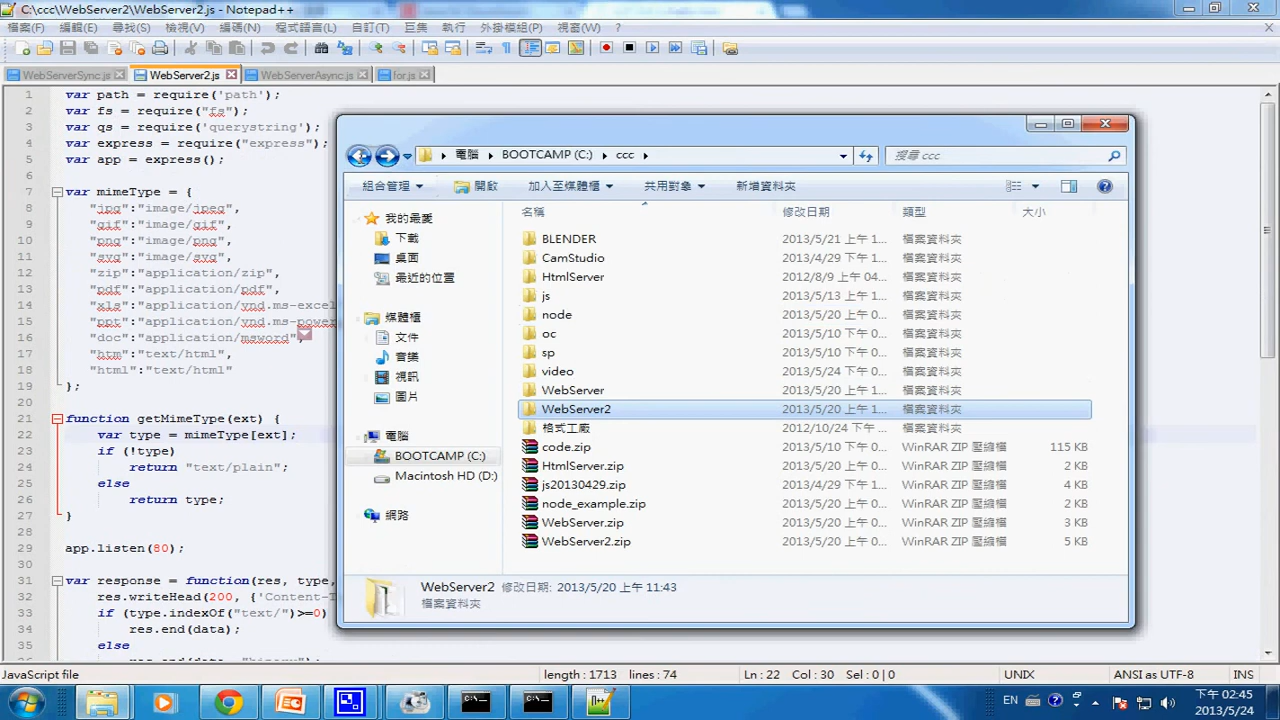 C:\ccc\WebServer2\WebServer2.js - Notepad++
檔案(F) 編輯(E) 尋找(S) 檢視(V) 編碼(N) 程式語言(L) 設定(T) 巨集 執行 外掛模組(P) 視窗(W) ?
WebServerSync.js WebServer2.js WebServerAsync.js for.js
1 var path = require('path');
2 var fs = require("fs");
3 var qs = require('querystring');
4 var express = require("express");
5 var app = express();
6
7 var mimeType = {
8 "jpg":"image/jpeg",
9 "gif":"image/gif",
10 "png":"image/png",
11 "svg":"image/svg",
12 "zip":"application/zip",
13 "pdf":"application/pdf",
14 "xls":"application/vnd.ms-excel
15 "ppt":"application/vnd.ms-power
16 "doc":"application/msword",
17 "htm":"text/html",
18 "html":"text/html"
19 };
20
21 function getMimeType(ext) {
22 var type = mimeType[ext];
23 if (!type)
24 return "text/plain";
25 else
26 return type;
27 }
28
29 app.listen(80);
30
31 var response = function(res, type,
32 res.writeHead(200, {'Content-T
33 if (type.indexOf("text/")>=0)
34 res.end(data);
35 else
電腦 BOOTCAMP (C:) ccc
搜尋 ccc
組合管理 開啟 加入至媒體櫃 共用對象 新增資料夾
我的最愛
下載
桌面
最近的位置
媒體櫃
文件
音樂
視訊
圖片
電腦
BOOTCAMP (C:)
Macintosh HD (D:)
網路
名稱 修改日期 類型 大小
BLENDER 2013/5/21 上午 1... 檔案資料夾
CamStudio 2013/4/29 下午 1... 檔案資料夾
HtmlServer 2012/8/9 上午 04... 檔案資料夾
js 2013/5/13 上午 1... 檔案資料夾
node 2013/5/20 上午 0... 檔案資料夾
oc 2013/5/20 下午 0... 檔案資料夾
sp 2013/5/20 下午 0... 檔案資料夾
video 2013/5/24 下午 0... 檔案資料夾
WebServer 2013/5/20 上午 0... 檔案資料夾
WebServer2 2013/5/20 上午 1... 檔案資料夾
格式工廠 2012/10/24 下午 ... 檔案資料夾
code.zip 2013/5/10 下午 0... WinRAR ZIP 壓縮檔 115 KB
HtmlServer.zip 2013/5/20 上午 0... WinRAR ZIP 壓縮檔 2 KB
js20130429.zip 2013/4/29 上午 1... WinRAR ZIP 壓縮檔 4 KB
node_example.zip 2013/5/20 上午 0... WinRAR ZIP 壓縮檔 2 KB
WebServer.zip 2013/5/20 上午 0... WinRAR ZIP 壓縮檔 3 KB
WebServer2.zip 2013/5/20 上午 0... WinRAR ZIP 壓縮檔 5 KB
WebServer2 修改日期: 2013/5/20 上午 11:43
檔案資料夾
JavaScript file length : 1713 lines : 74 Ln : 22 Col : 30 Sel : 0 | 0 UNIX ANSI as UTF-8 INS
EN 下午 02:45
2013/5/24